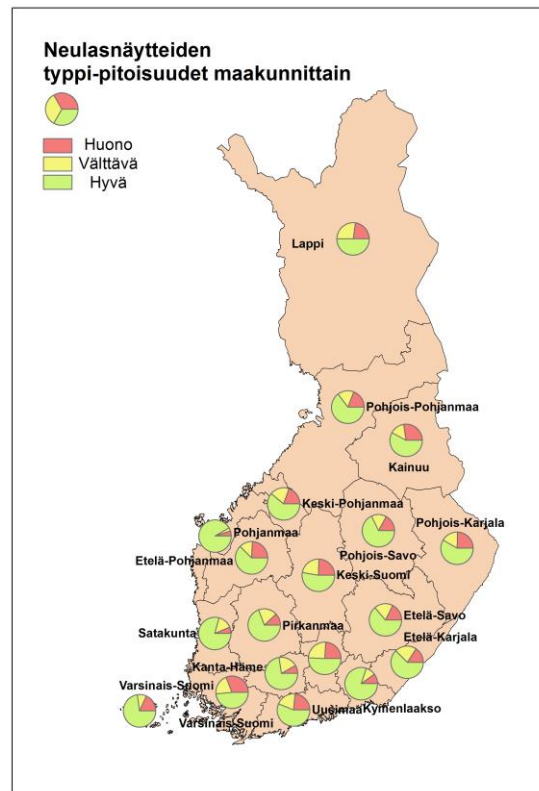 Neulasnäytteiden
typpi-pitoisuudet maakunnittain
Huono
Välttävä
Hyvä
Lappi
Pohjois-Pohjanmaa
Kainuu
Keski-Pohjanmaa
Pohjois-Karjala
Pohjanmaa
Etelä-Pohjanmaa
Pohjois-Savo
Keski-Suomi
Etelä-Savo
Satakunta
Pirkanmaa
Etelä-Karjala
Kanta-Häme
Varsinais-Suomi
Uusimaa
Kymenlaakso
Varsinais-Suomi